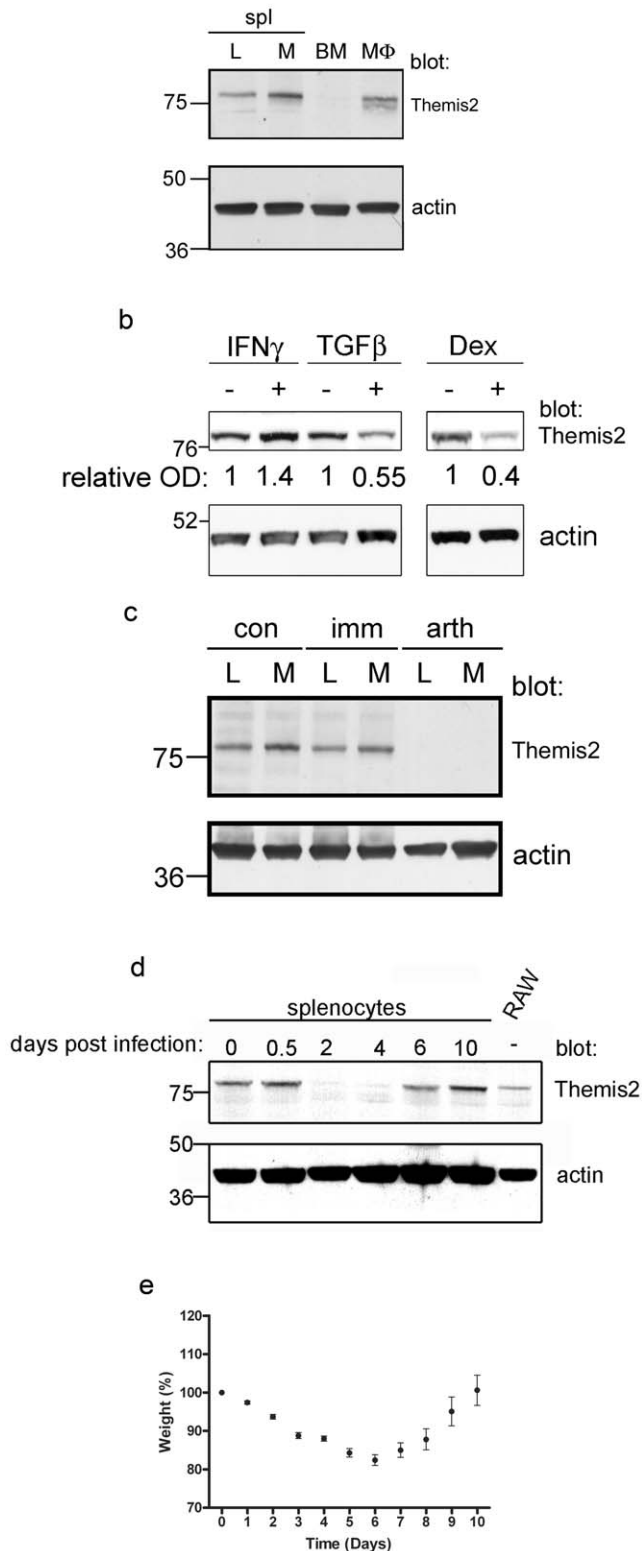 spl
L M BM MΦ
blot:
75
Themis2
50
actin
36
b
IFNγ TGFβ Dex
- + - + - +
blot:
Themis2
76
relative OD: 1 1.4 1 0.55 1 0.4
52
actin
c
con imm arth
L M L M L M
blot:
75
Themis2
actin
36
d
splenocytes RAW
days post infection: 0 0.5 2 4 6 10 - blot:
75
Themis2
50
actin
36
e
120
110
100
90
80
70
Weight (%)
0 1 2 3 4 5 6 7 8 9 10
Time (Days)